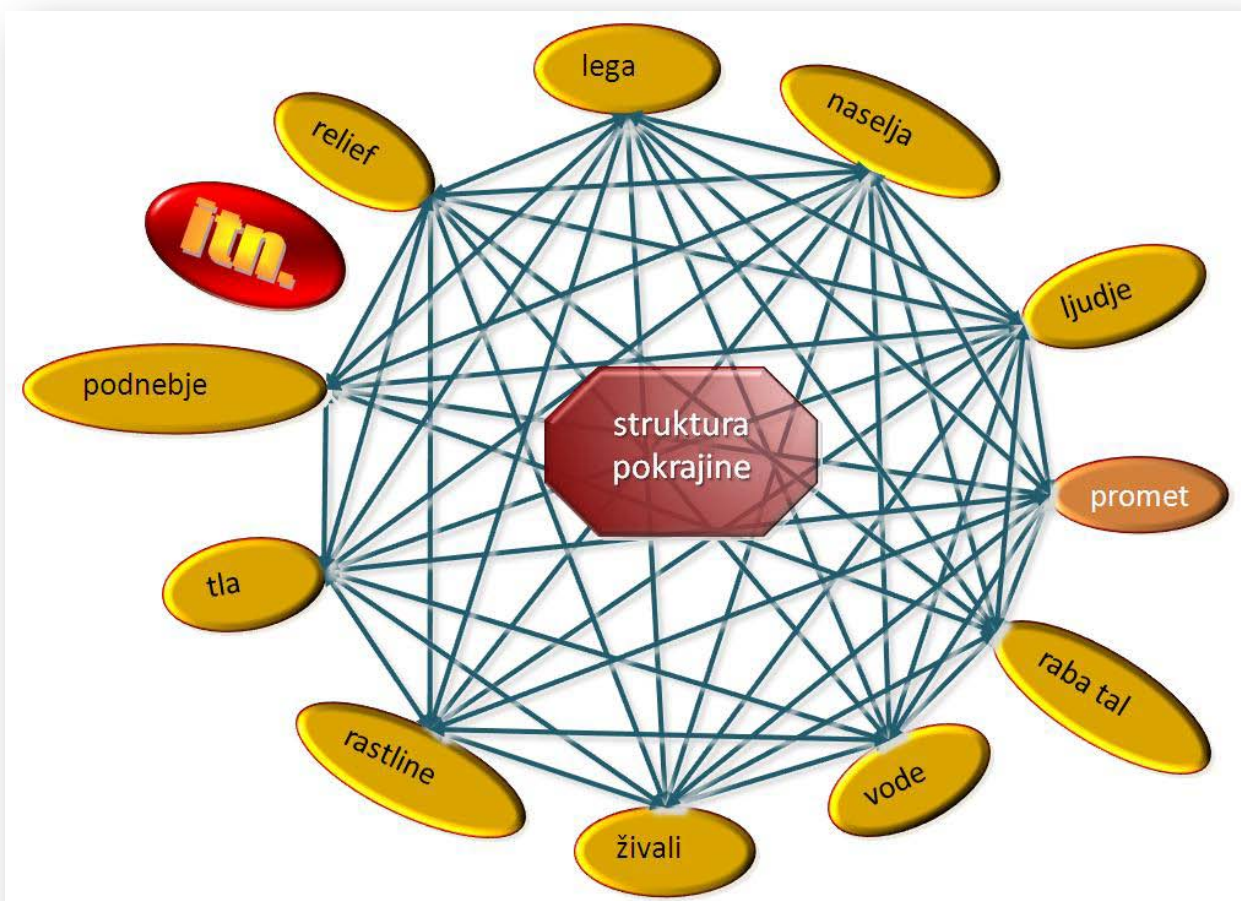 lega
naselja
relief
itn.
ljudje
podnebje
struktura
pokrajine
promet
tla
raba tal
rastline
vode
živali